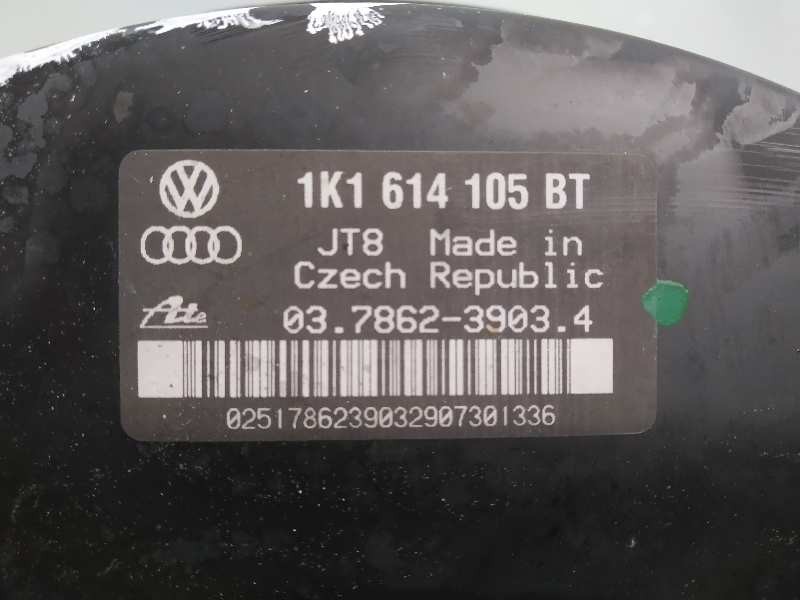 1K1 614 105 BT
JT8 Made in
Czech Republic
Ate 03.7862-3903.4
0251786239032907301336